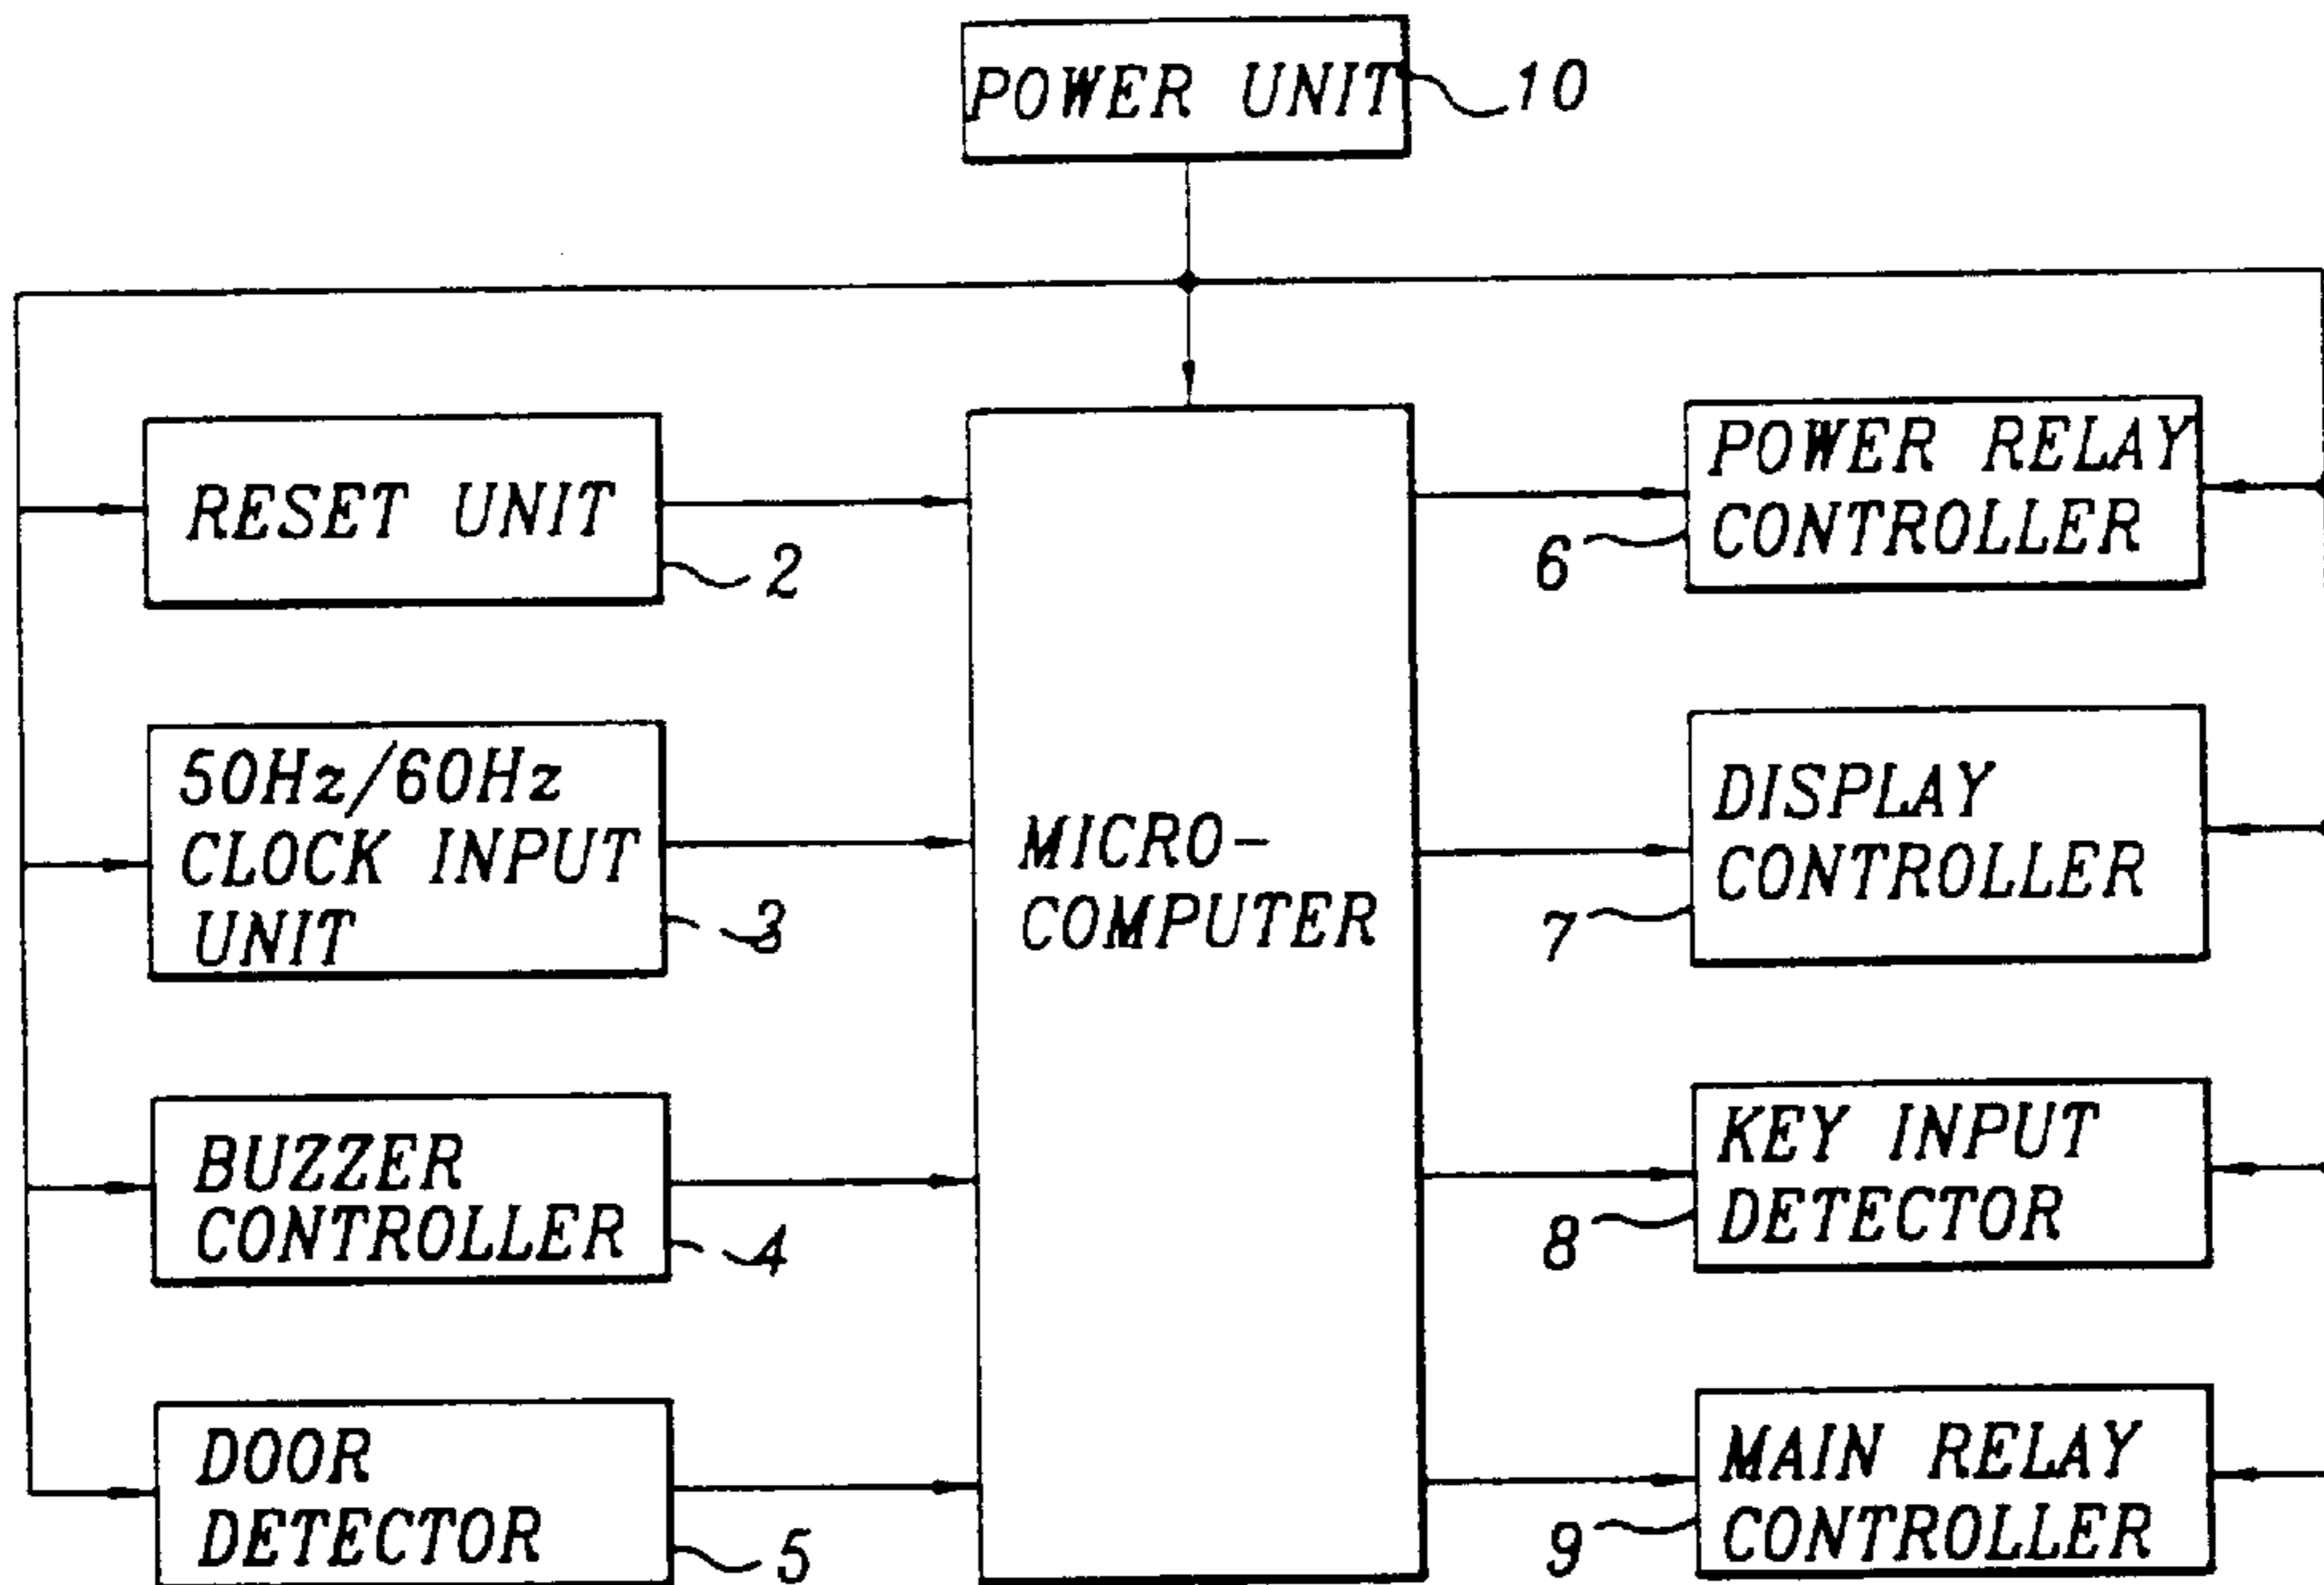 POWER UNIT
10
RESET UNIT
2
50Hz/60Hz
CLOCK INPUT
UNIT
3
BUZZER
CONTROLLER
4
DOOR
DETECTOR
5
MICRO-
COMPUTER
POWER RELAY
CONTROLLER
6
DISPLAY
CONTROLLER
7
KEY INPUT
DETECTOR
8
MAIN RELAY
CONTROLLER
9